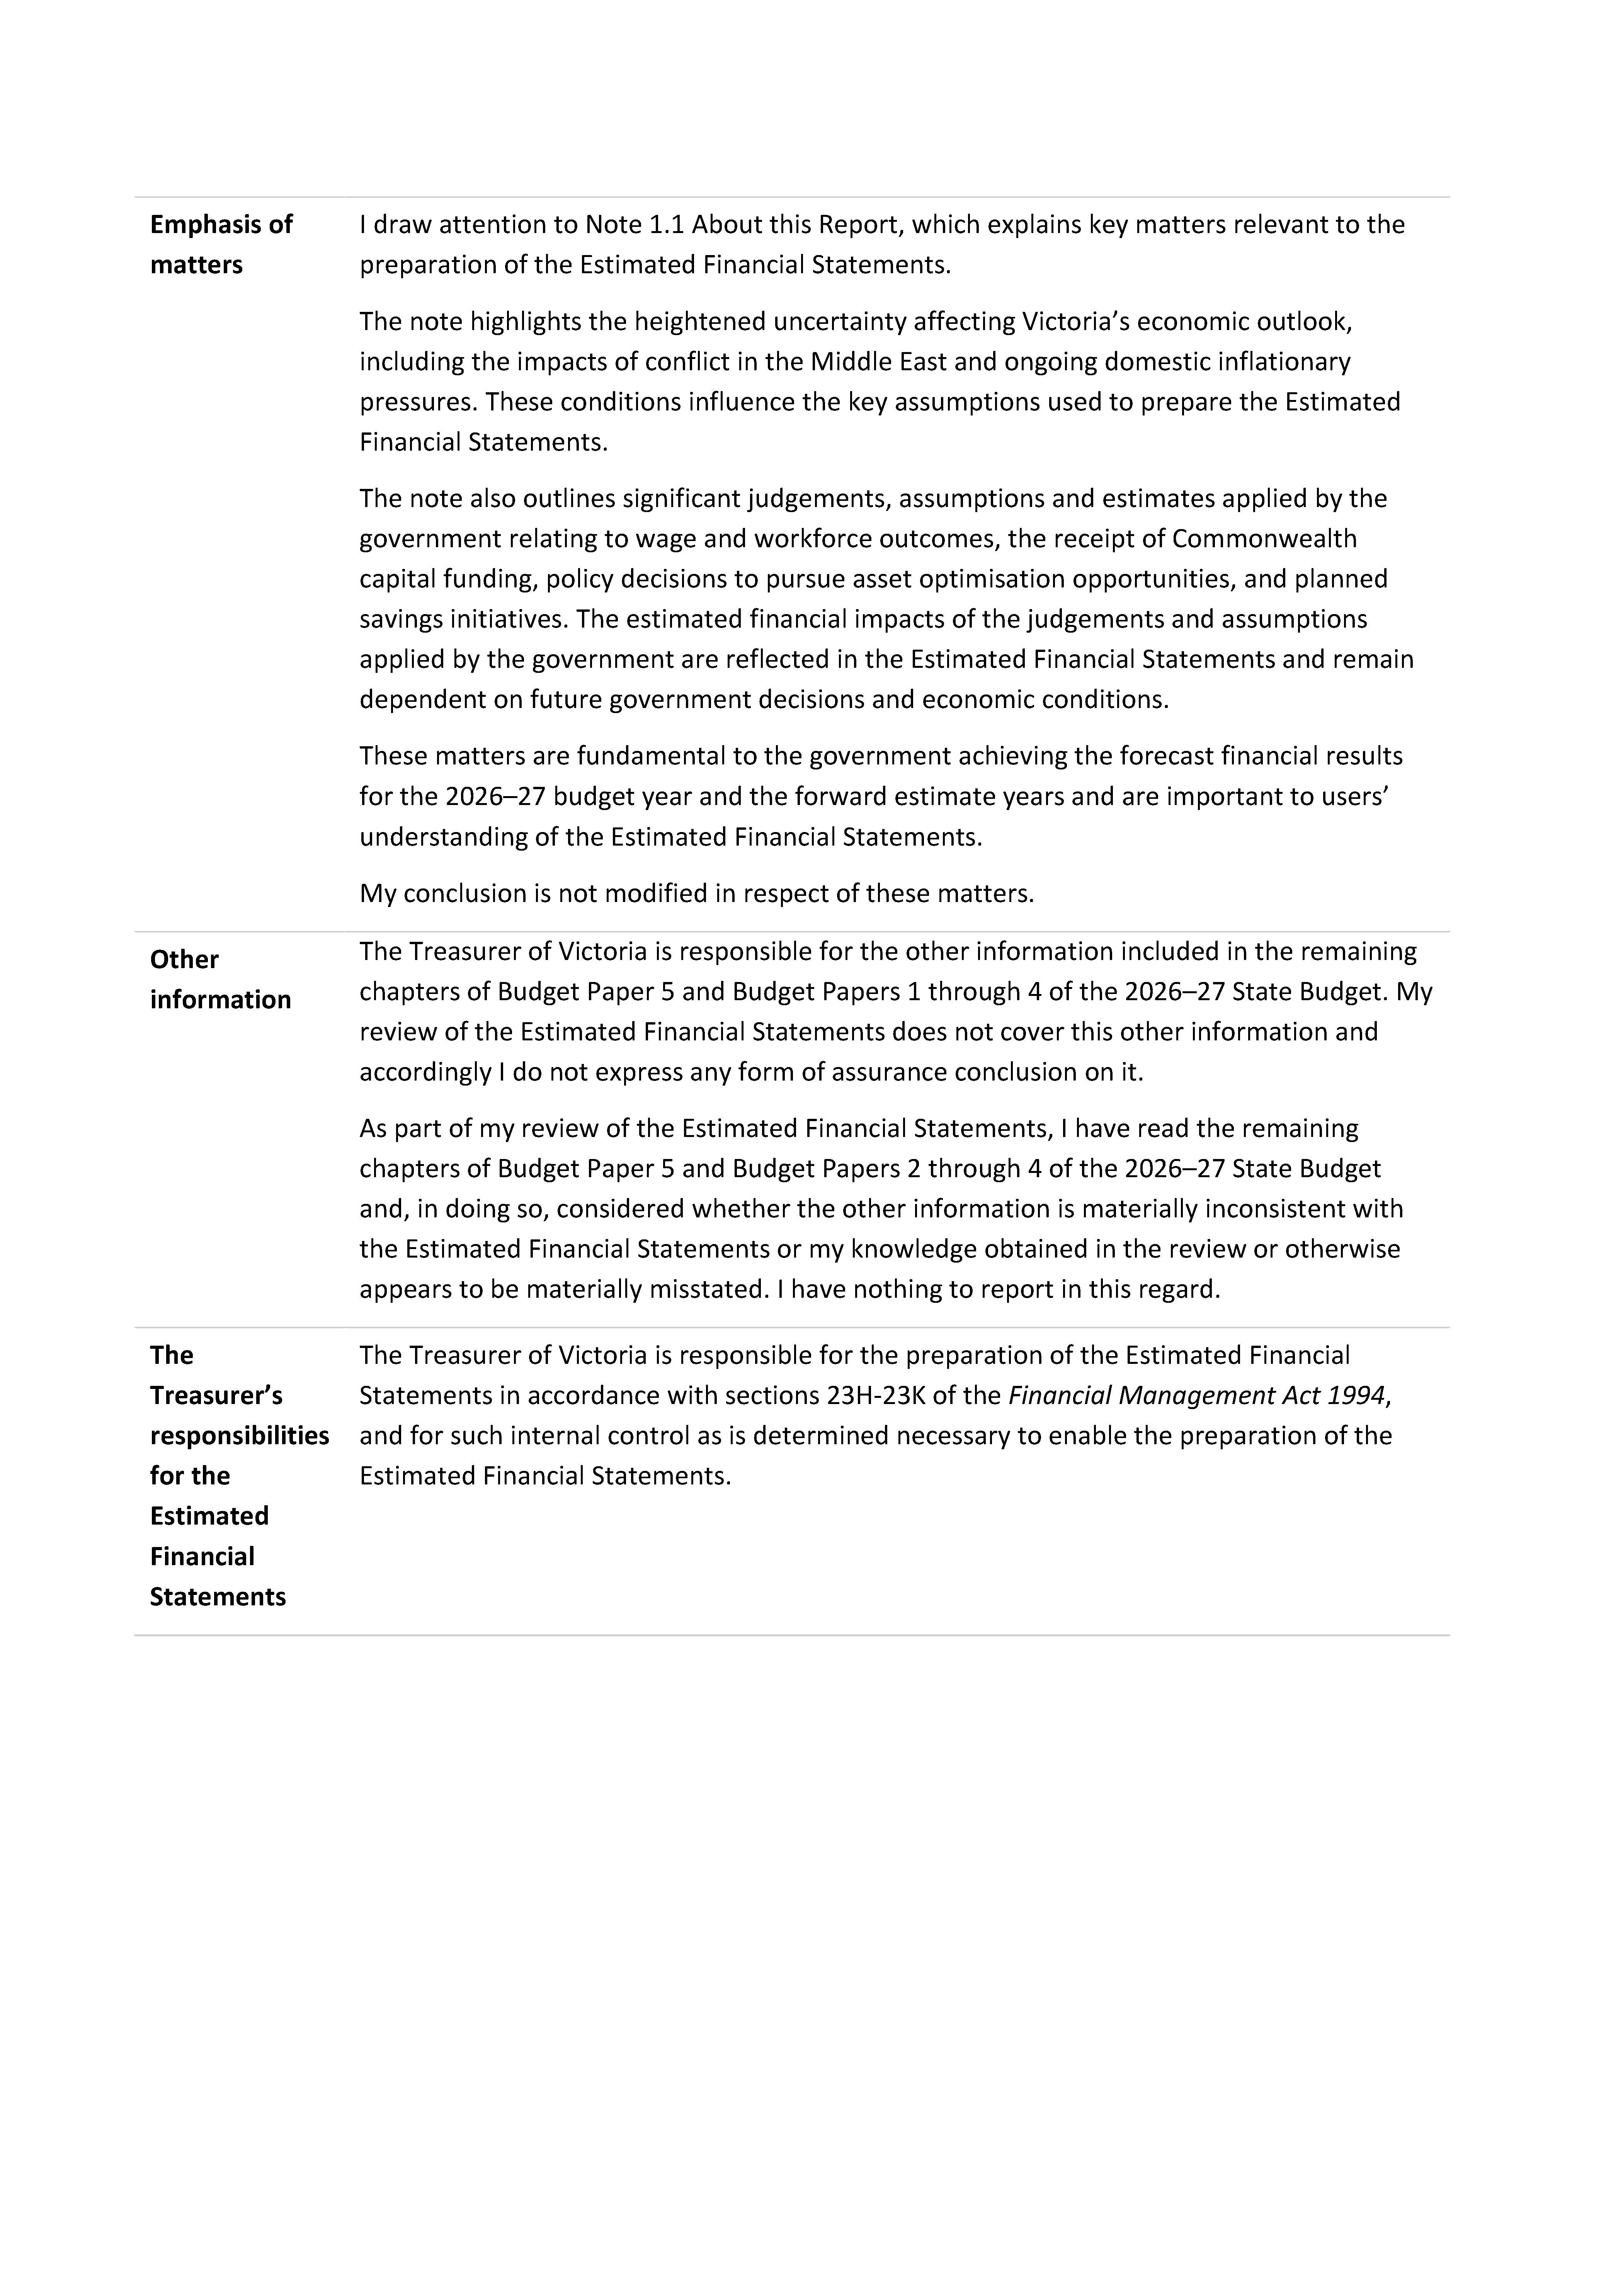 Emphasis of
matters
I draw attention to Note 1.1 About this Report, which explains key matters relevant to the
preparation of the Estimated Financial Statements.
The note highlights the heightened uncertainty affecting Victoria’s economic outlook,
including the impacts of conflict in the Middle East and ongoing domestic inflationary
pressures. These conditions influence the key assumptions used to prepare the Estimated
Financial Statements.
The note also outlines significant judgements, assumptions and estimates applied by the
government relating to wage and workforce outcomes, the receipt of Commonwealth
capital funding, policy decisions to pursue asset optimisation opportunities, and planned
savings initiatives. The estimated financial impacts of the judgements and assumptions
applied by the government are reflected in the Estimated Financial Statements and remain
dependent on future government decisions and economic conditions.
These matters are fundamental to the government achieving the forecast financial results
for the 2026–27 budget year and the forward estimate years and are important to users’
understanding of the Estimated Financial Statements.
My conclusion is not modified in respect of these matters.
Other
information
The Treasurer of Victoria is responsible for the other information included in the remaining
chapters of Budget Paper 5 and Budget Papers 1 through 4 of the 2026–27 State Budget. My
review of the Estimated Financial Statements does not cover this other information and
accordingly I do not express any form of assurance conclusion on it.
As part of my review of the Estimated Financial Statements, I have read the remaining
chapters of Budget Paper 5 and Budget Papers 2 through 4 of the 2026–27 State Budget
and, in doing so, considered whether the other information is materially inconsistent with
the Estimated Financial Statements or my knowledge obtained in the review or otherwise
appears to be materially misstated. I have nothing to report in this regard.
The
Treasurer’s
responsibilities
for the
Estimated
Financial
Statements
The Treasurer of Victoria is responsible for the preparation of the Estimated Financial
Statements in accordance with sections 23H-23K of the Financial Management Act 1994,
and for such internal control as is determined necessary to enable the preparation of the
Estimated Financial Statements.